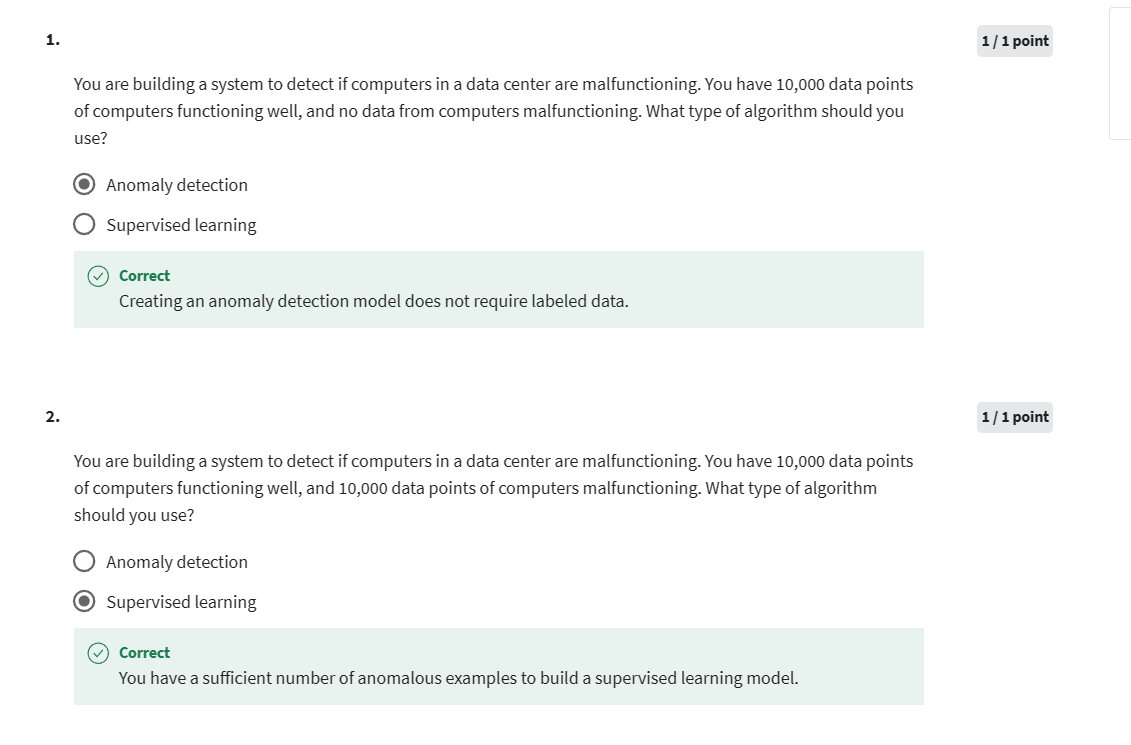 1.
1 / 1 point
You are building a system to detect if computers in a data center are malfunctioning. You have 10,000 data points
of computers functioning well, and no data from computers malfunctioning. What type of algorithm should you
use?
Anomaly detection
Supervised learning
Correct
Creating an anomaly detection model does not require labeled data.
2.
1 / 1 point
You are building a system to detect if computers in a data center are malfunctioning. You have 10,000 data points
of computers functioning well, and 10,000 data points of computers malfunctioning. What type of algorithm
should you use?
Anomaly detection
Supervised learning
Correct
You have a sufficient number of anomalous examples to build a supervised learning model.